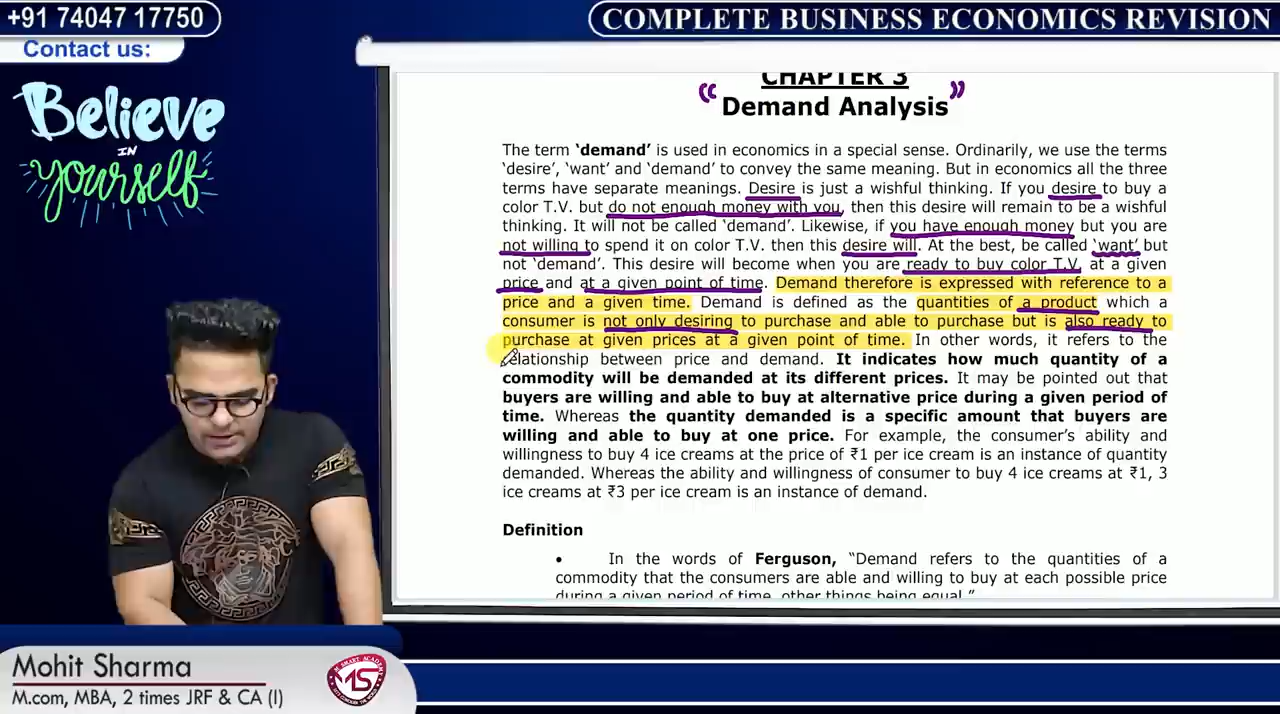 +91 74047 17750
COMPLETE BUSINESS ECONOMICS REVISION
Contact us:
Believe
IN
yourself
CHAPTER 3
“Demand Analysis”
The term ‘demand’ is used in economics in a special sense. Ordinarily, we use the terms
‘desire’, ‘want’ and ‘demand’ to convey the same meaning. But in economics all the three
terms have separate meanings. Desire is just a wishful thinking. If you desire to buy a
color T.V. but do not enough money with you, then this desire will remain to be a wishful
thinking. It will not be called ‘demand’. Likewise, if you have enough money but you are
not willing to spend it on color T.V. then this desire will. At the best, be called ‘want’ but
not ‘demand’. This desire will become when you are ready to buy color T.V. at a given
price and at a given point of time. Demand therefore is expressed with reference to a
price and a given time. Demand is defined as the quantities of a product which a
consumer is not only desiring to purchase and able to purchase but is also ready to
purchase at given prices at a given point of time. In other words, it refers to the
relationship between price and demand. It indicates how much quantity of a
commodity will be demanded at its different prices. It may be pointed out that
buyers are willing and able to buy at alternative price during a given period of
time. Whereas the quantity demanded is a specific amount that buyers are
willing and able to buy at one price. For example, the consumer’s ability and
willingness to buy 4 ice creams at the price of ₹1 per ice cream is an instance of quantity
demanded. Whereas the ability and willingness of consumer to buy 4 ice creams at ₹1, 3
ice creams at ₹3 per ice cream is an instance of demand.
Definition
• In the words of Ferguson, “Demand refers to the quantities of a
commodity that the consumers are able and willing to buy at each possible price
during a given period of time, other things being equal.”
Mohit Sharma
M.com, MBA, 2 times JRF & CA (I)
MS